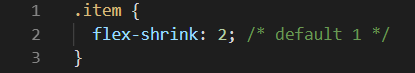 1 .item {
2 flex-shrink: 2; /* default 1 */
3 }